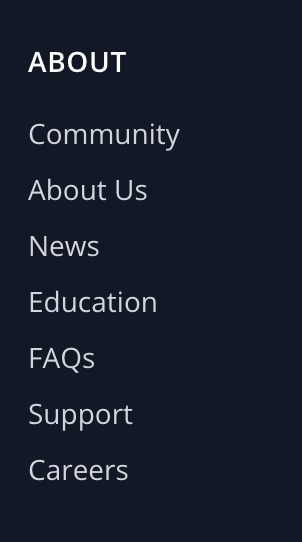 ABOUT
Community
About Us
News
Education
FAQs
Support
Careers